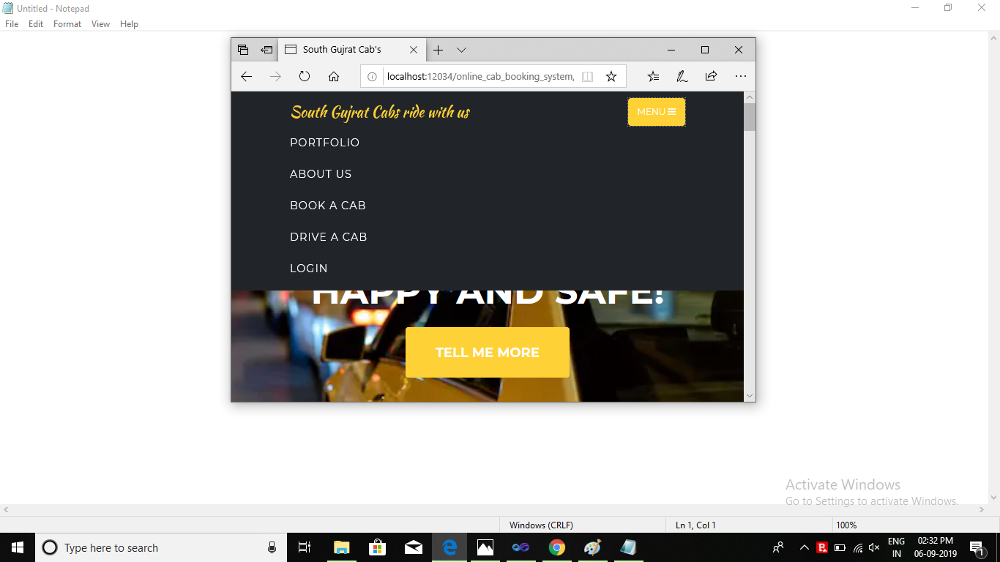 Untitled - Notepad
File Edit Format View Help
South Gujrat Cab's
localhost:12034/online_cab_booking_system,
South Gujrat Cabs ride with us
MENU
PORTFOLIO
ABOUT US
BOOK A CAB
DRIVE A CAB
LOGIN
HAPPY AND SAFE!
TELL ME MORE
Activate Windows
Go to Settings to activate Windows.
Windows (CRLF) Ln 1, Col 1 100%
Type here to search
ENG
IN
02:32 PM
06-09-2019
1